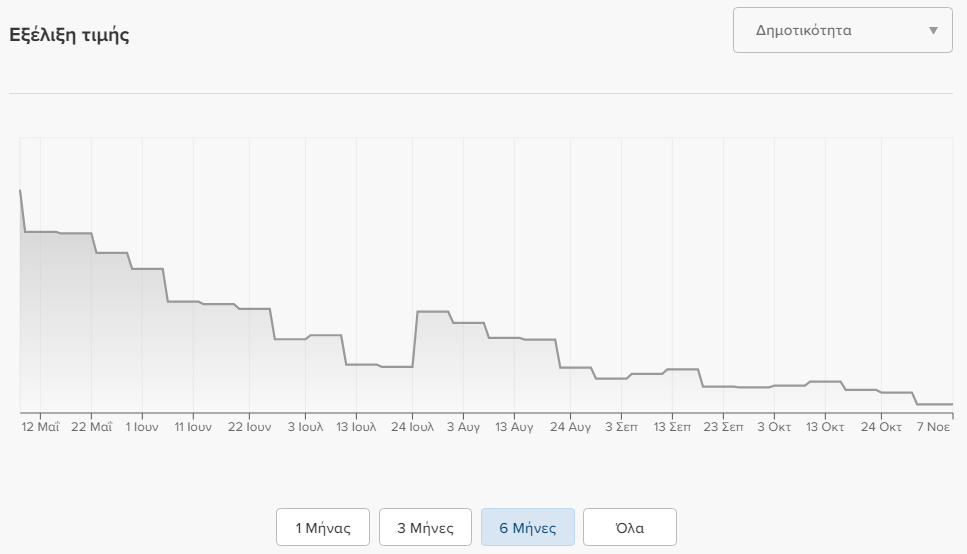 Εξέλιξη τιμής
Δημοτικότητα
12 Μαΐ 22 Μαΐ 1 Ιουν 11 Ιουν 22 Ιουν 3 Ιουλ 13 Ιουλ 24 Ιουλ 3 Αυγ 13 Αυγ 24 Αυγ 3 Σεπ 13 Σεπ 23 Σεπ 3 Οκτ 13 Οκτ 24 Οκτ 7 Νοε
1 Μήνας 3 Μήνες 6 Μήνες Όλα